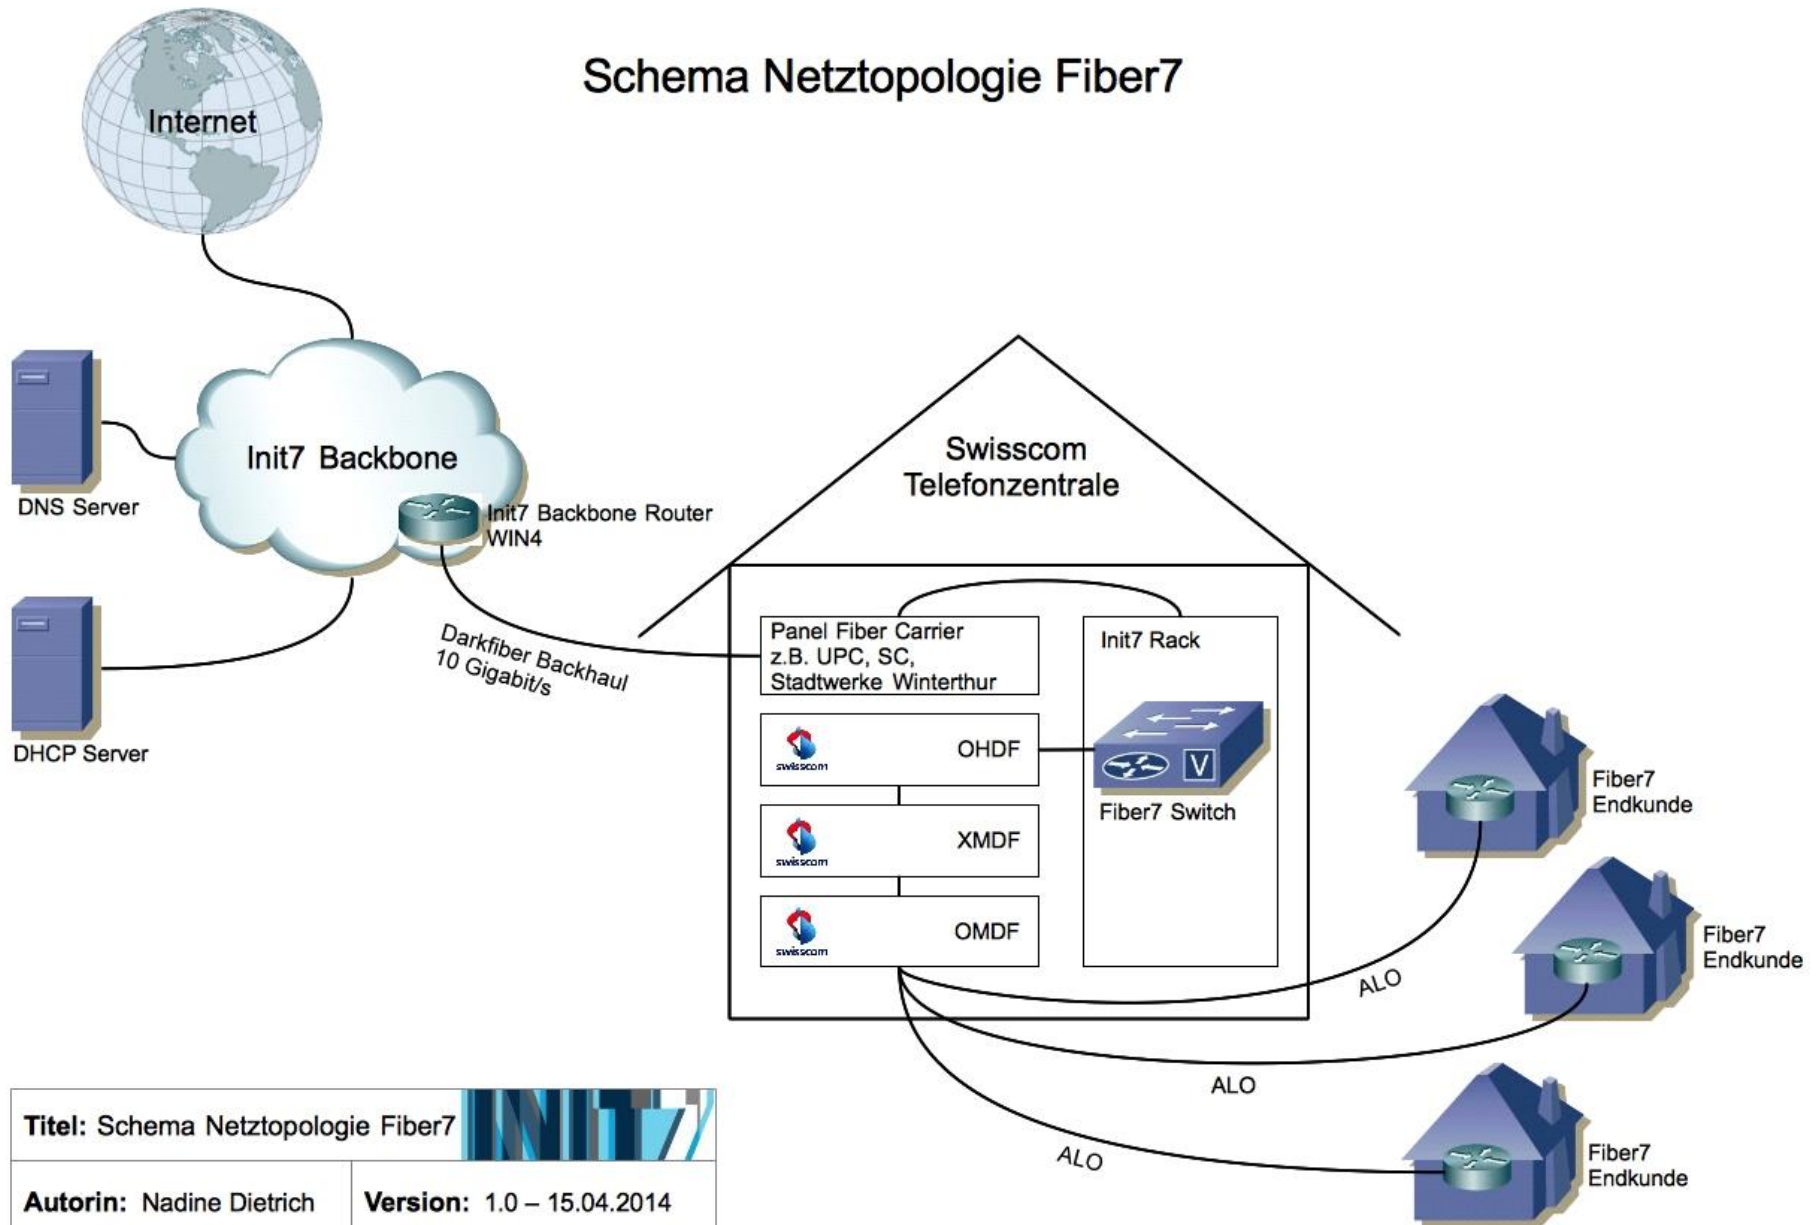 Schema Netztopologie Fiber7
Internet
Init7 Backbone
DNS Server
Init7 Backbone Router
WIN4
DHCP Server
Darkfiber Backhaul
10 Gigabit/s
Swisscom
Telefonzentrale
Panel Fiber Carrier
z.B. UPC, SC,
Stadtwerke Winterthur
Init7 Rack
swisscom
OHDF
Fiber7 Switch
V
swisscom
XMDF
swisscom
OMDF
Fiber7
Endkunde
Fiber7
Endkunde
Fiber7
Endkunde
ALO
ALO
ALO
Titel: Schema Netztopologie Fiber7
INIT7
Autorin: Nadine Dietrich
Version: 1.0 – 15.04.2014